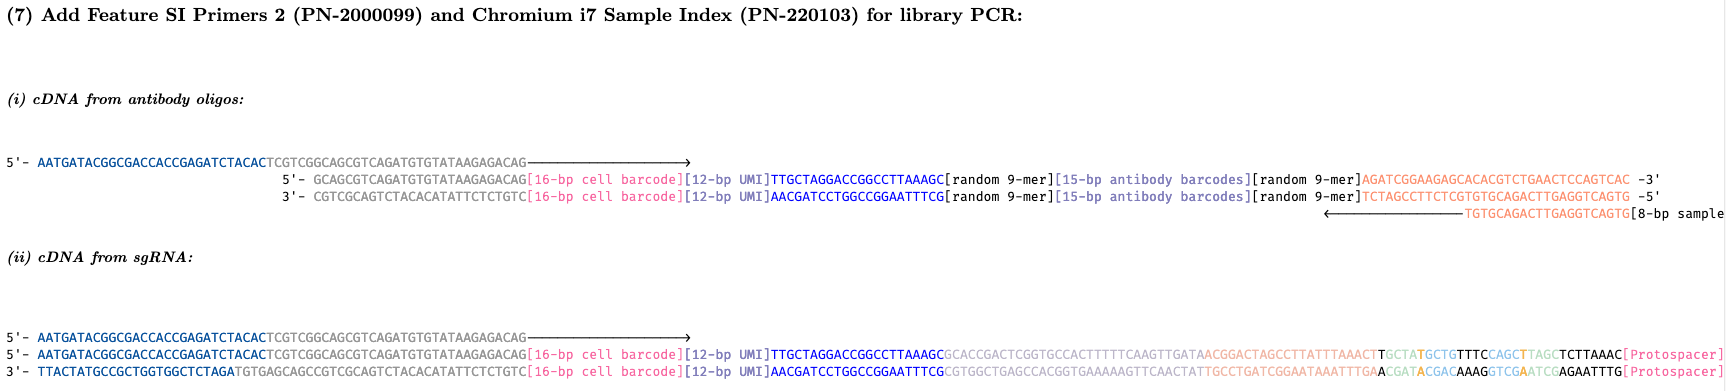 (7) Add Feature SI Primers 2 (PN-2000099) and Chromium i7 Sample Index (PN-220103) for library PCR:
(i) cDNA from antibody oligos:
5'- AATGATACGGCGACCACCGAGATCTACACTCGTCGGCAGCGTCAGATGTGTATAAGAGACAG
5'- GCAGCGTCAGATGTGTATAAGAGACAG[16-bp cell barcode][12-bp UMI]TTGCTAGGACCGGCCTTAAAGC[random 9-mer][15-bp antibody barcodes][random 9-mer]AGATCGGAAGAGCACACGTCTGAACTCCAGTCAC -3'
3'- CGTCGCAGTCTACACATATTCTCTGTC[16-bp cell barcode][12-bp UMI]AACGATCCTGGCCGGAATTTCG[random 9-mer][15-bp antibody barcodes][random 9-mer]TCTAGCCTTCTCGTGTGCAGACTTGAGGTCAGTG -5'
TGTGCAGACTTGAGGTCAGTG[8-bp sample
(ii) cDNA from sgRNA:
5'- AATGATACGGCGACCACCGAGATCTACACTCGTCGGCAGCGTCAGATGTGTATAAGAGACAG
5'- AATGATACGGCGACCACCGAGATCTACACTCGTCGGCAGCGTCAGATGTGTATAAGAGACAG[16-bp cell barcode][12-bp UMI]TTGCTAGGACCGGCCTTAAAGCGCACCGACTCGGTGCCACTTTTTCAAGTTGATAACGGACTAGCCTTATTTAAACTTGCTATGCTGTTTCCAGCTTAGCTCTTAAAC[Protospacer]
3'- TTACTATGCCGCTGGTGGCTCTAGATGTGAGCAGCCGTCGCAGTCTACACATATTCTCTGTC[16-bp cell barcode][12-bp UMI]AACGATCCTGGCCGGAATTTCGCGTGGCTGAGCCACGGTGAAAAAGTTCAACTATTGCCTGATCGGAATAAATTTGAACGATACGACAAAGGTCGAATCGAGAATTTG[Protospacer]